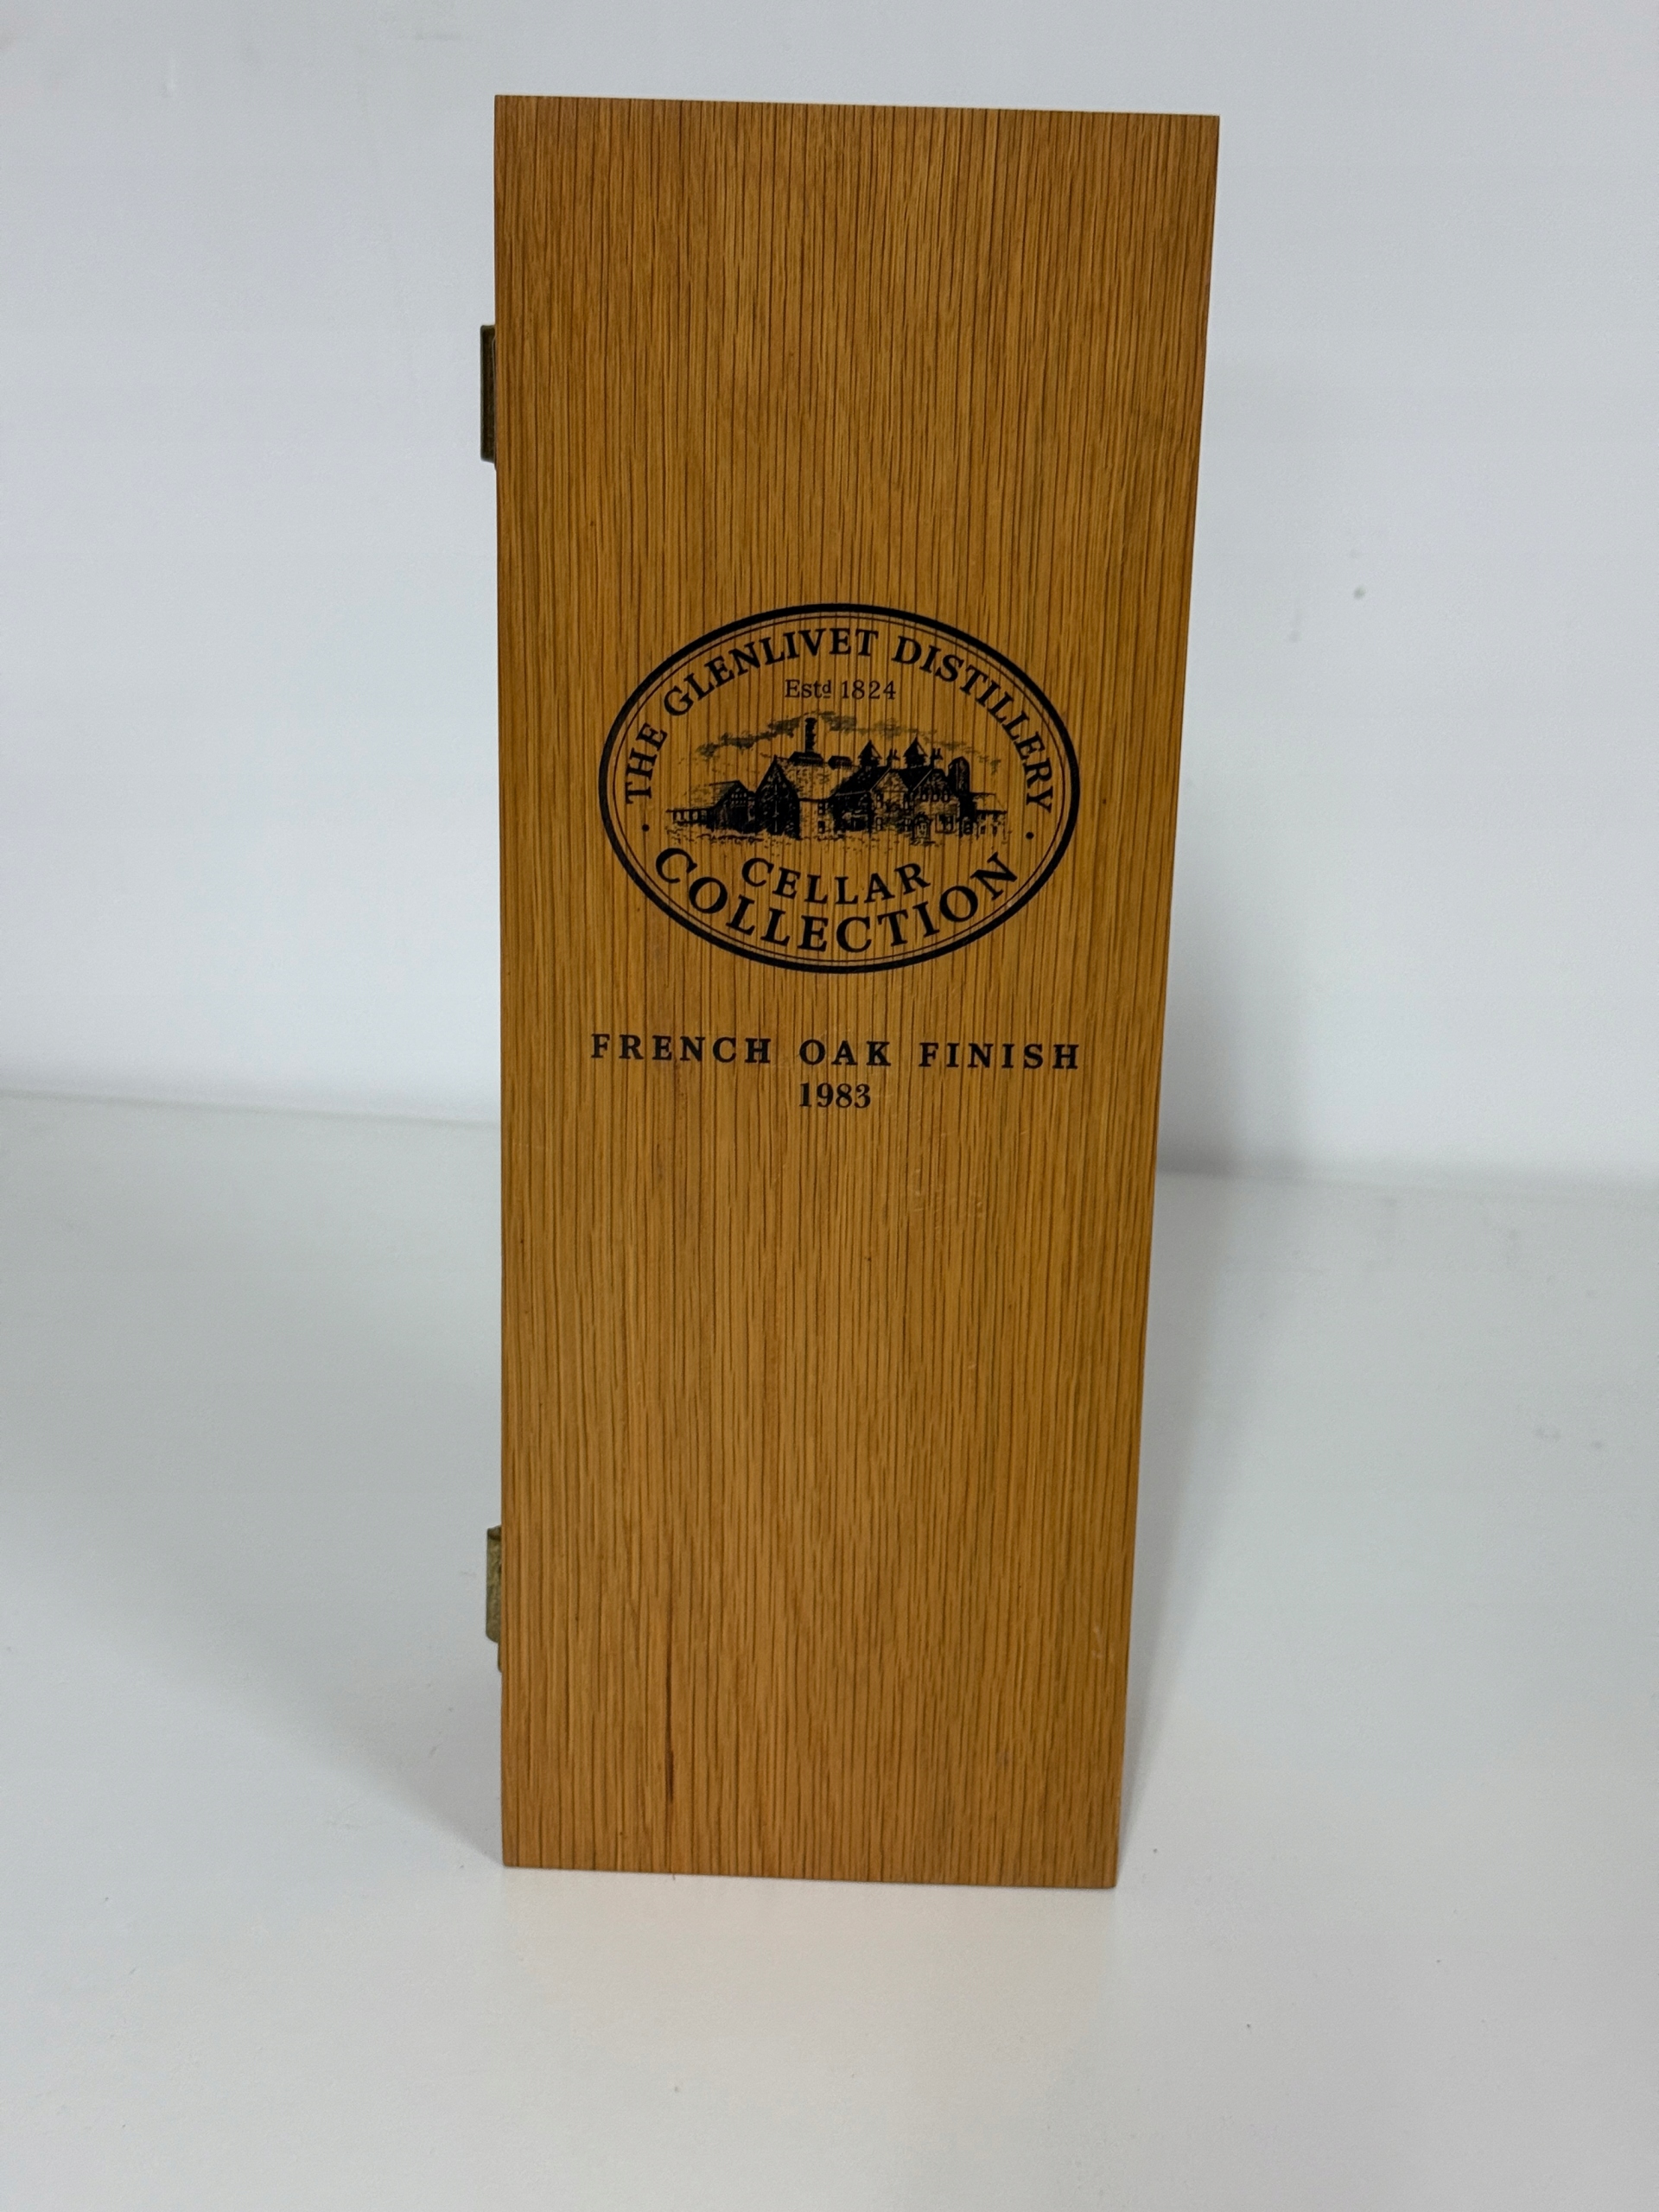 THE GLENLIVET DISTILLERY
Estd 1824
CELLAR
COLLECTION
FRENCH OAK FINISH
1983